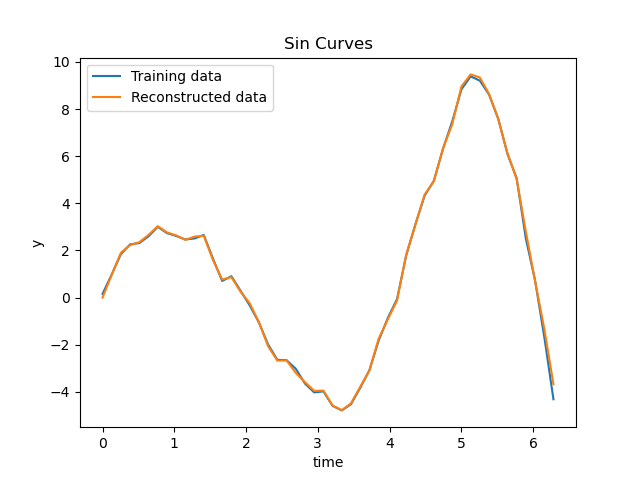 Sin Curves
Training data
Reconstructed data
10
8
6
4
2
0
−2
−4
y
0 1 2 3 4 5 6
time